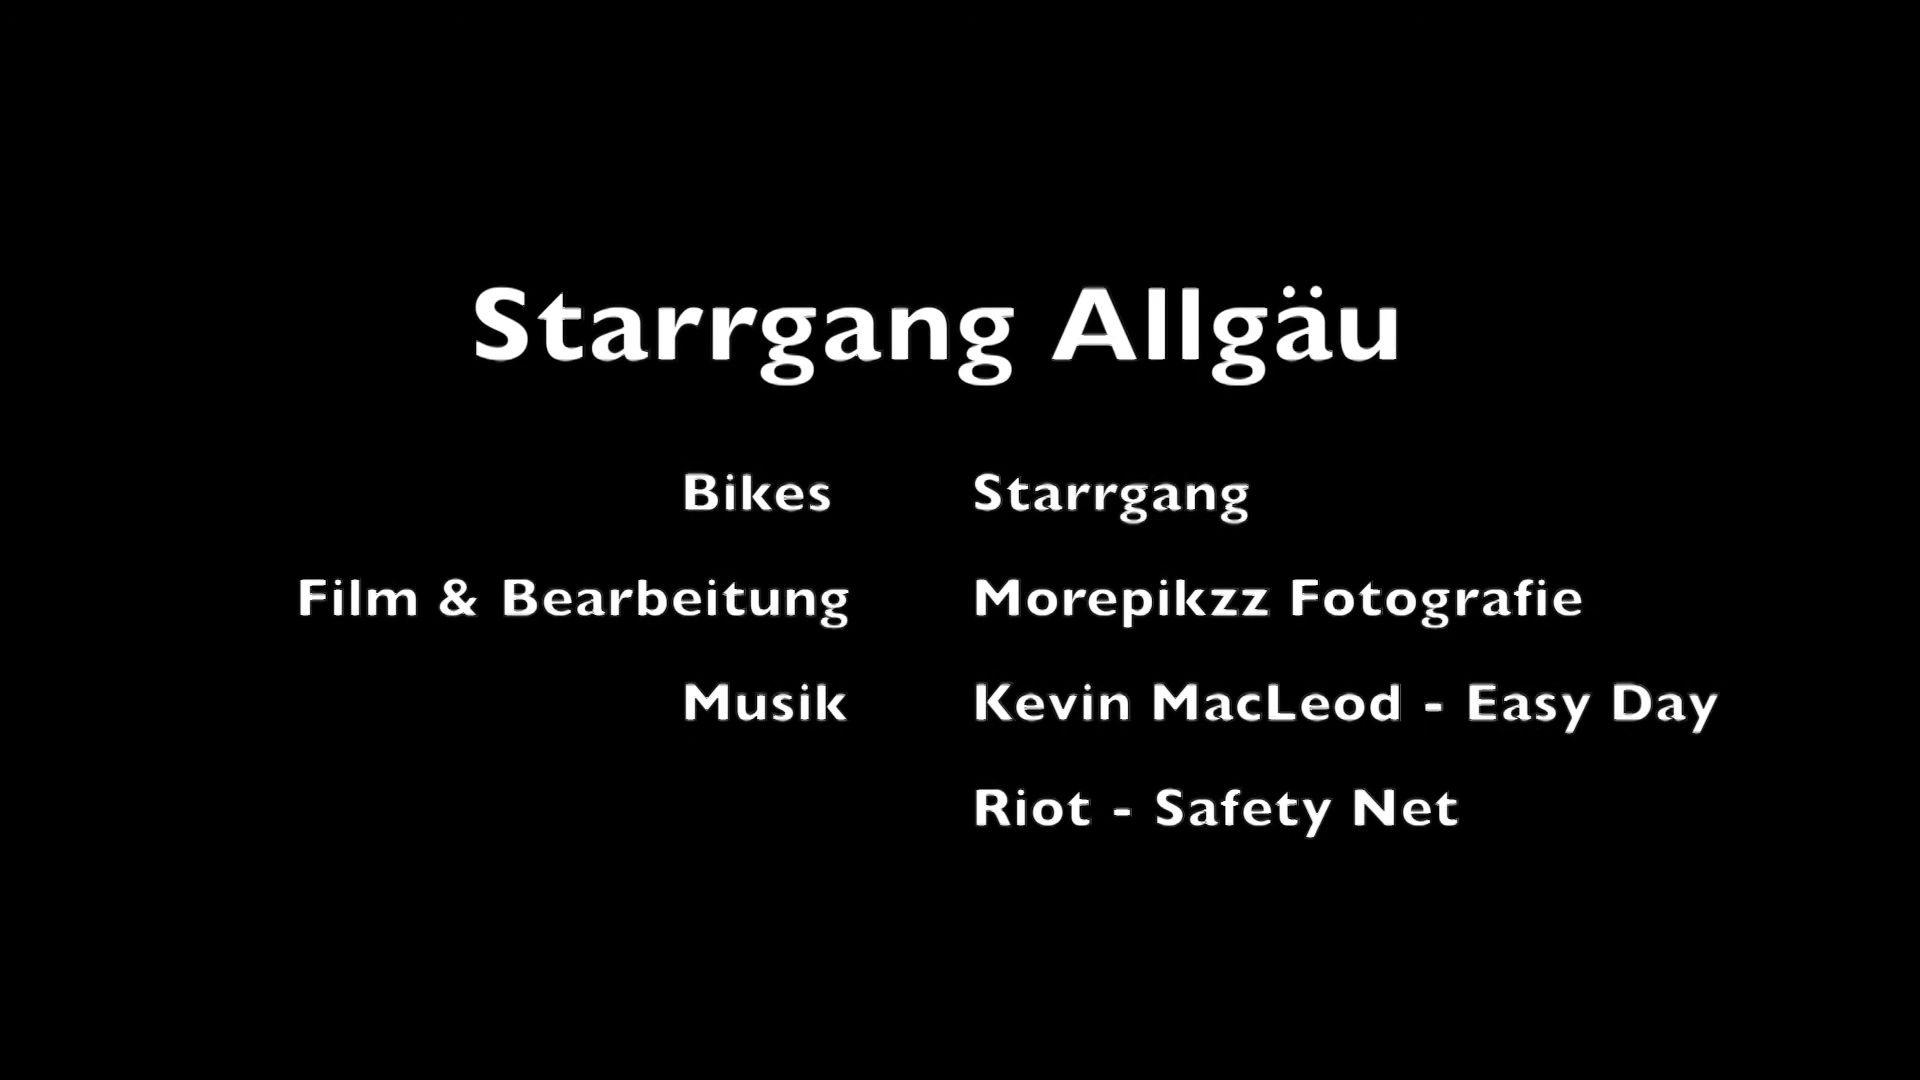 Starrgang Allgäu
Bikes Starrgang
Film & Bearbeitung Morepikzz Fotografie
Musik Kevin MacLeod - Easy Day
Riot - Safety Net